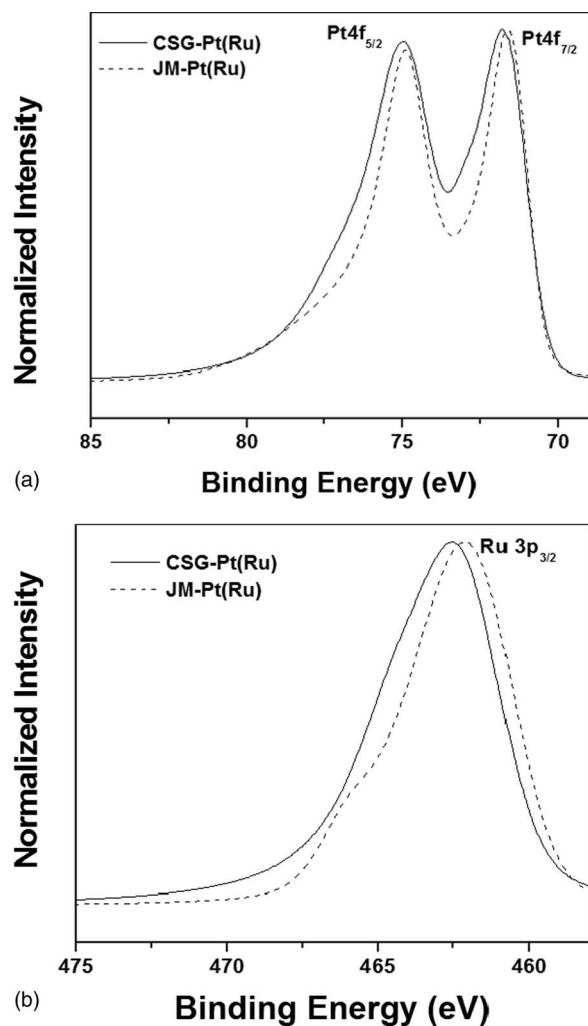 CSG-Pt(Ru)
JM-Pt(Ru)
Pt4f5/2
Pt4f7/2
Normalized Intensity
85 80 75 70
Binding Energy (eV)
(a)
CSG-Pt(Ru)
JM-Pt(Ru)
Ru 3p3/2
Normalized Intensity
475 470 465 460
Binding Energy (eV)
(b)